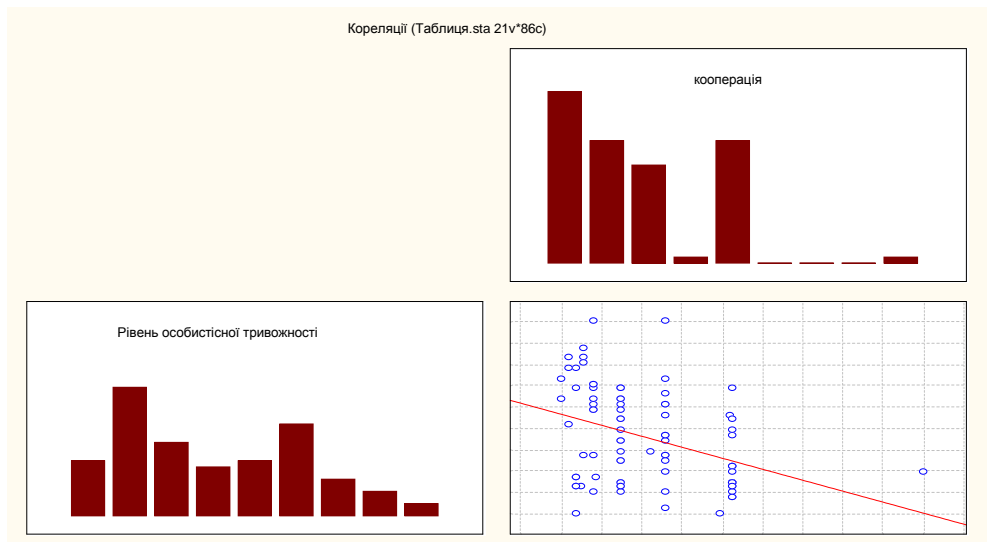 Кореляції (Таблиця.sta 21v*86c)
кооперація
Рівень особистісної тривожності